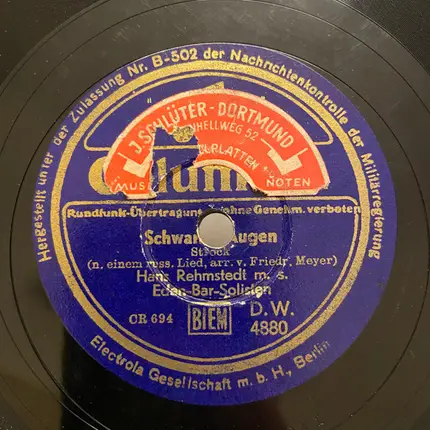 Hergestellt unter der Zulassung Nr. B-502 der Nachrichtenkontrolle der Militärregierung
J. SCHLÜTER-DORTMUND
HELLWEG 52
PLATTEN
MUS NOTEN
Rundfunk-Übertragung ohne Genehm. verboten
Schwar Augen
Strock
(n. einem russ. Lied, arr. v. Friedr. Meyer)
Hans Rehmstedt m. s.
Eden-Bar-Solisten
CR 694 BIEM D.W. 4880
Electrola Gesellschaft m. b. H., Berlin